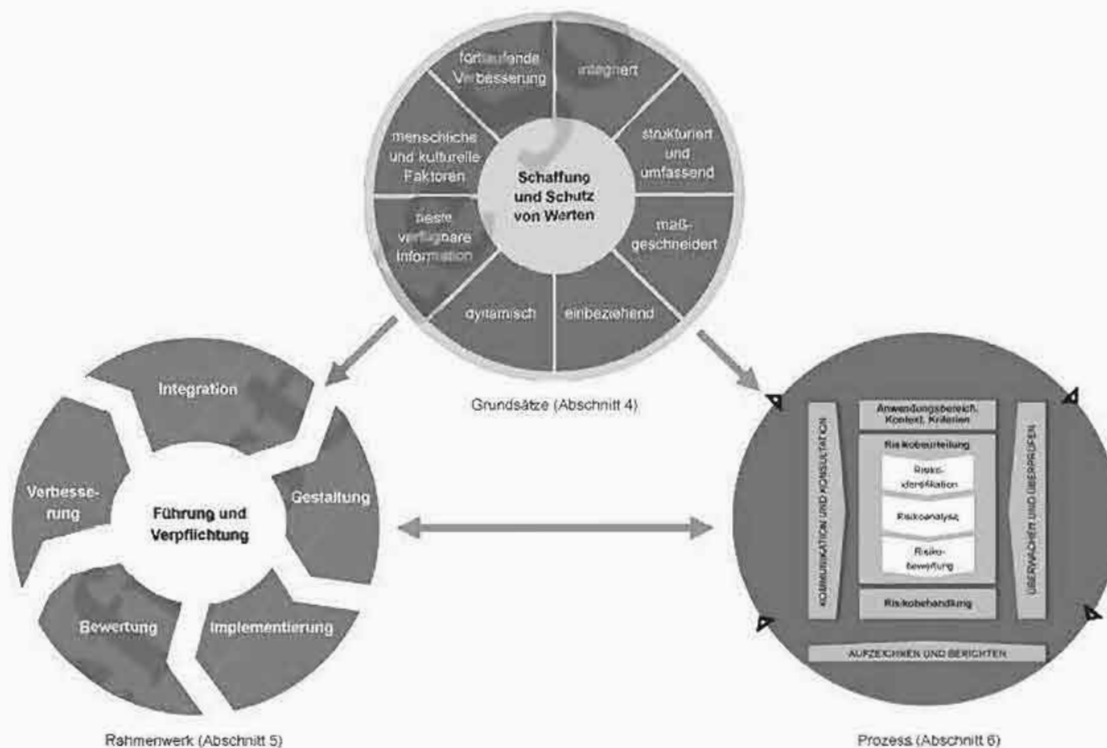 fortlaufende
Verbesserung
integriert
strukturiert
und
umfassend
maß-
geschneidert
einbeziehend
dynamisch
beste
verfügbare
Information
menschliche
und kulturelle
Faktoren
Schaffung
und Schutz
von Werten
Grundsätze (Abschnitt 4)
Integration
Gestaltung
Implementierung
Bewertung
Verbesse-
rung
Führung und
Verpflichtung
Rahmenwerk (Abschnitt 5)
KOMMUNIKATION UND KONSULTATION
Anwendungsbereich,
Kontext, Kriterien
Risikobeurteilung
Risiko-
identifikation
Risikoanalyse
Risiko-
bewertung
Risikobehandlung
ÜBERWACHEN UND ÜBERPRÜFEN
AUFZEICHNEN UND BERICHTEN
Prozess (Abschnitt 6)